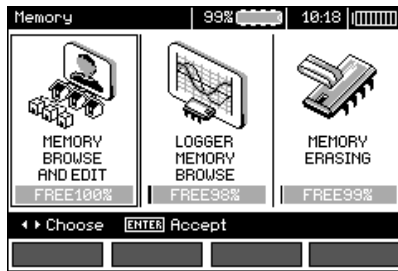 Memory 99% 10:18
MEMORY
BROWSE
AND EDIT
FREE100%
LOGGER
MEMORY
BROWSE
FREE98%
MEMORY
ERASING
FREE99%
Choose ENTER Accept